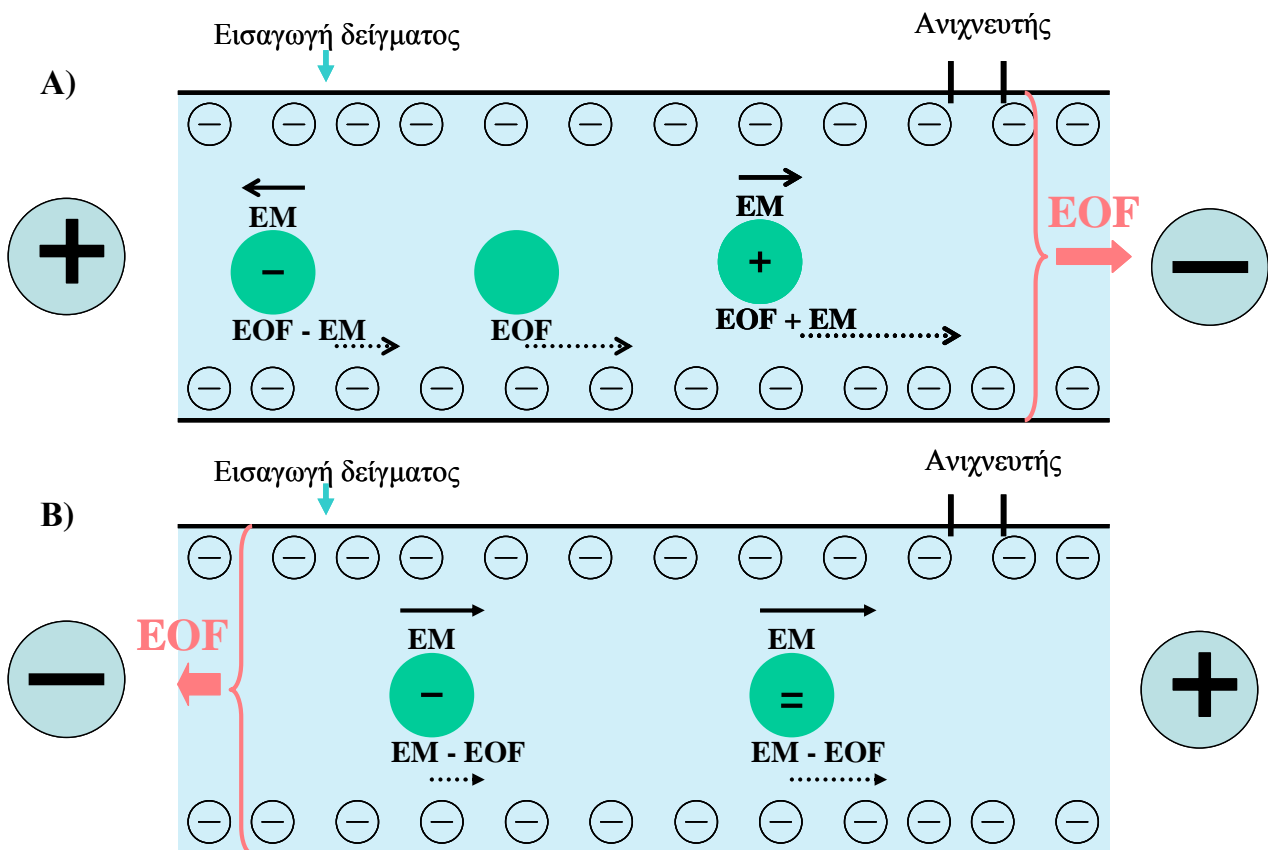 Εισαγωγή δείγματος
Ανιχνευτής
A)
EM
EM
EOF
+
−
+
−
EOF - EM
EOF
EOF + EM
Εισαγωγή δείγματος
Ανιχνευτής
B)
EOF
EM
EM
−
−
=
+
EM - EOF
EM - EOF